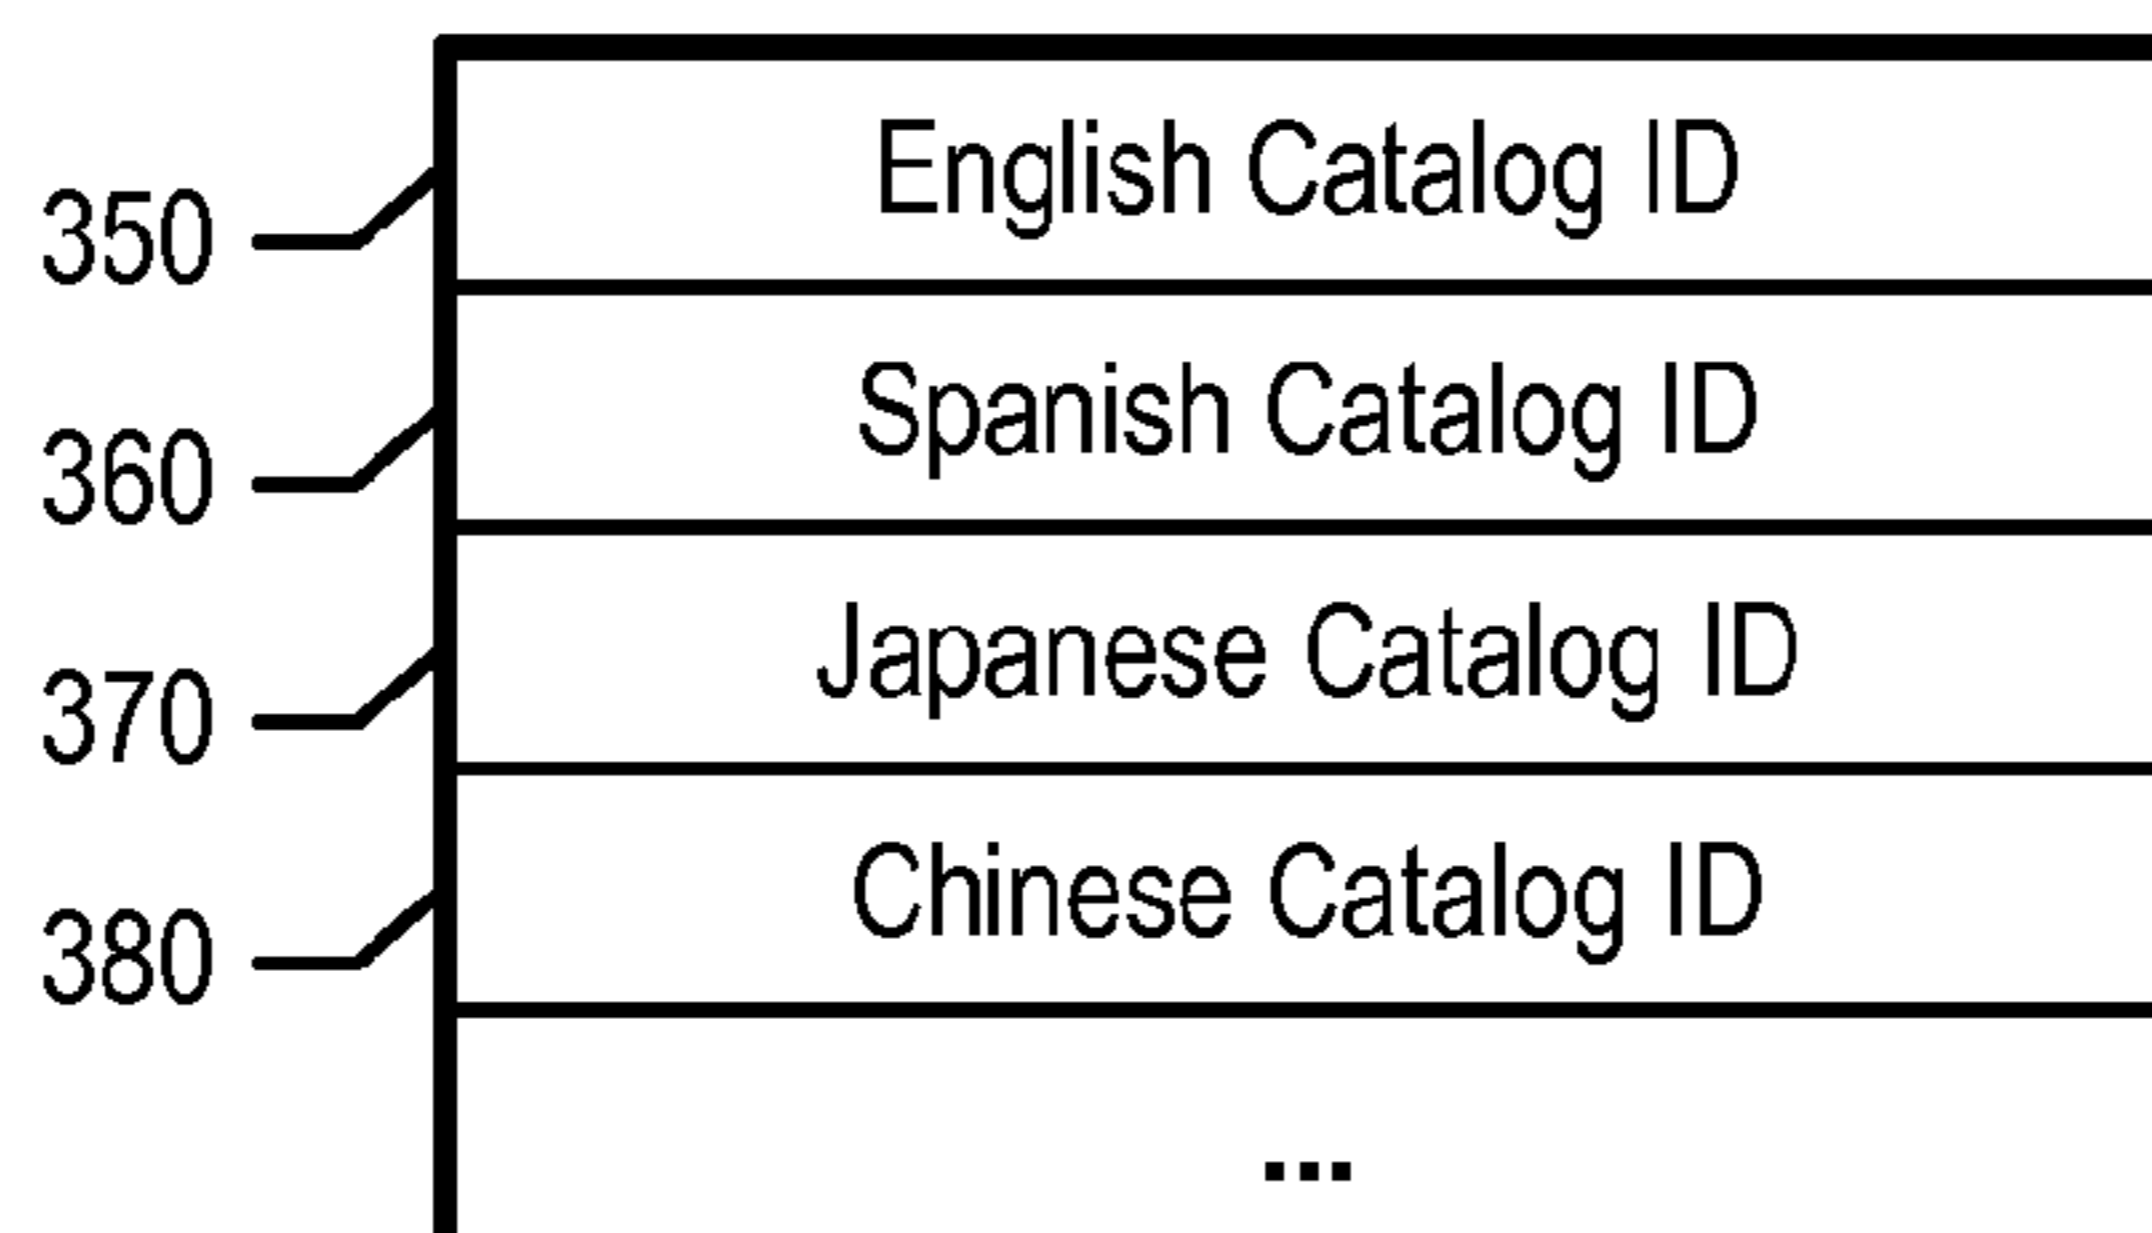 350 English Catalog ID
360 Spanish Catalog ID
370 Japanese Catalog ID
380 Chinese Catalog ID
...